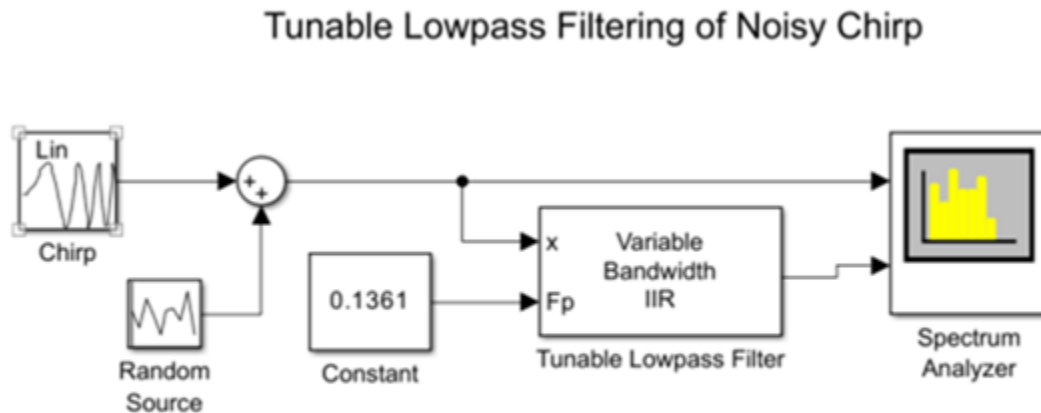 Tunable Lowpass Filtering of Noisy Chirp
Lin
Chirp
+
+
Random
Source
0.1361
Constant
x
Fp
Variable
Bandwidth
IIR
Tunable Lowpass Filter
Spectrum
Analyzer